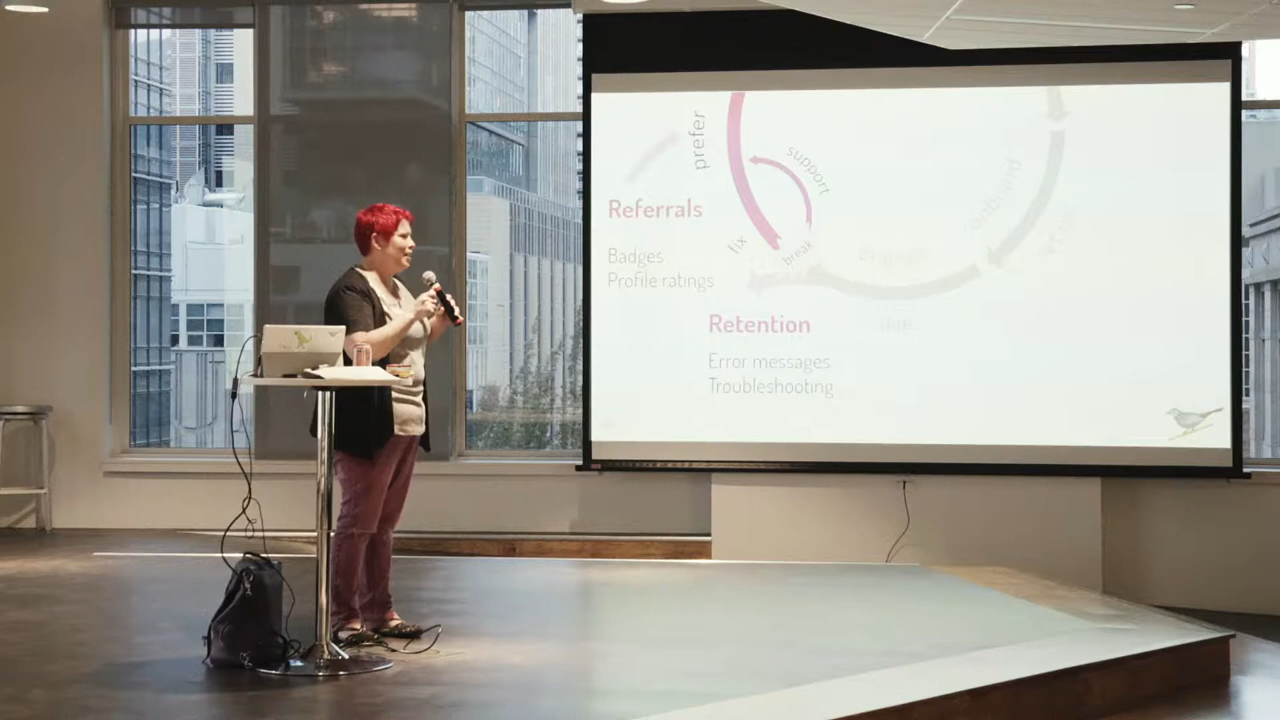 prefer
support
Referrals
fix
break
Badges
Profile ratings
Retention
Error messages
Troubleshooting